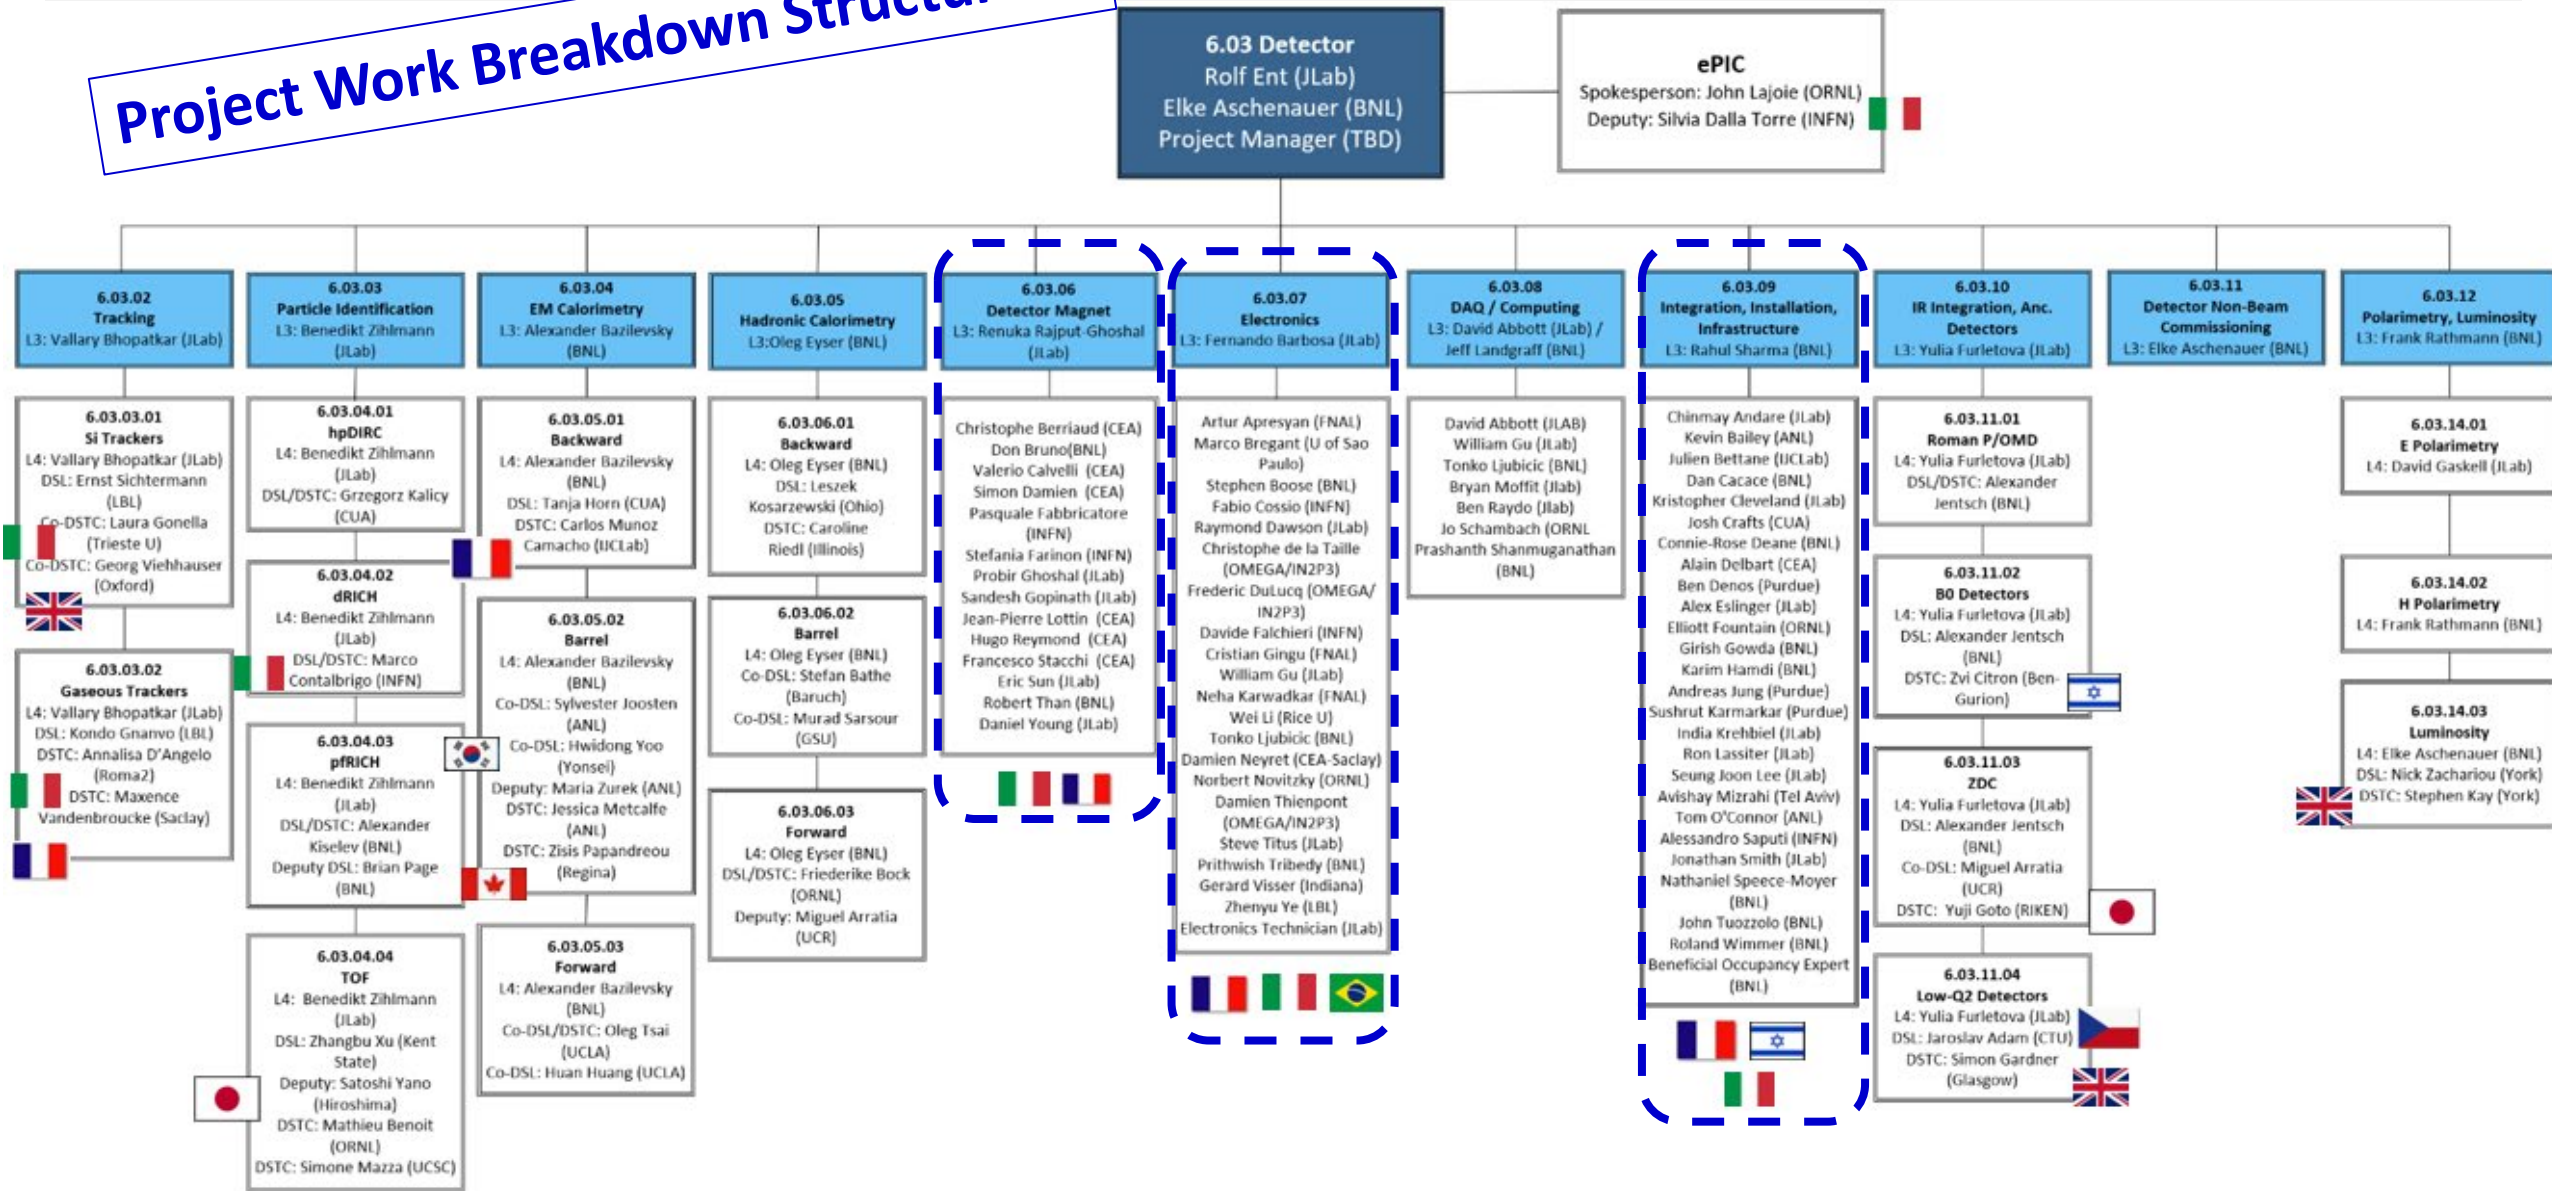 Project Work Breakdown Structur
6.03 Detector
Rolf Ent (JLab)
Elke Aschenauer (BNL)
Project Manager (TBD)
ePIC
Spokesperson: John Lajoie (ORNL)
Deputy: Silvia Dalla Torre (INFN)
6.03.02
Tracking
L3: Vallary Bhopatkar (JLab)
6.03.03.01
Si Trackers
L4: Vallary Bhopatkar (JLab)
DSL: Ernst Sichtermann
(LBL)
Co-DSTC: Laura Gonella
(Trieste U)
Co-DSTC: Georg Viehhauser
(Oxford)
6.03.03.02
Gaseous Trackers
L4: Vallary Bhopatkar (JLab)
DSL: Kondo Gnanvo (LBL)
DSTC: Annalisa D'Angelo
(Roma2)
DSTC: Maxence
Vandenbroucke (Saclay)
6.03.03
Particle Identification
L3: Benedikt Zihlmann
(JLab)
6.03.04.01
hpDIRC
L4: Benedikt Zihlmann
(JLab)
DSL/DSTC: Grzegorz Kalicy
(CUA)
6.03.04.02
dRICH
L4: Benedikt Zihlmann
(JLab)
DSL/DSTC: Marco
Contalbrigo (INFN)
6.03.04.03
pfRICH
L4: Benedikt Zihlmann
(JLab)
DSL/DSTC: Alexander
Kiselev (BNL)
Deputy DSL: Brian Page
(BNL)
6.03.04.04
TOF
L4: Benedikt Zihlmann
(JLab)
DSL: Zhangbu Xu (Kent
State)
Deputy: Satoshi Yano
(Hiroshima)
DSTC: Mathieu Benoit
(ORNL)
DSTC: Simone Mazza (UCSC)
6.03.04
EM Calorimetry
L3: Alexander Bazilevsky
(BNL)
6.03.05.01
Backward
L4: Alexander Bazilevsky
(BNL)
DSL: Tanja Horn (CUA)
DSTC: Carlos Munoz
Camacho (IJCLab)
6.03.05.02
Barrel
L4: Alexander Bazilevsky
(BNL)
Co-DSL: Sylvester Joosten
(ANL)
Co-DSL: Hwidong Yoo
(Yonsei)
Deputy: Maria Zurek (ANL)
DSTC: Jessica Metcalfe
(ANL)
DSTC: Zisis Papandreou
(Regina)
6.03.05.03
Forward
L4: Alexander Bazilevsky
(BNL)
Co-DSL/DSTC: Oleg Tsai
(UCLA)
Co-DSL: Huan Huang (UCLA)
6.03.05
Hadronic Calorimetry
L3:Oleg Eyser (BNL)
6.03.06.01
Backward
L4: Oleg Eyser (BNL)
DSL: Leszek
Kosarzewski (Ohio)
DSTC: Caroline
Riedl (Illinois)
6.03.06.02
Barrel
L4: Oleg Eyser (BNL)
Co-DSL: Stefan Bathe
(Baruch)
Co-DSL: Murad Sarsour
(GSU)
6.03.06.03
Forward
L4: Oleg Eyser (BNL)
DSL/DSTC: Friederike Bock
(ORNL)
Deputy: Miguel Arratia
(UCR)
6.03.06
Detector Magnet
L3: Renuka Rajput-Ghoshal
(JLab)
Christophe Berriaud (CEA)
Don Bruno(BNL)
Valerio Calvelli (CEA)
Simon Damien (CEA)
Pasquale Fabbricatore
(INFN)
Stefania Farinon (INFN)
Probir Ghoshal (JLab)
Sandesh Gopinath (JLab)
Jean-Pierre Lottin (CEA)
Hugo Reymond (CEA)
Francesco Stacchi (CEA)
Eric Sun (JLab)
Robert Than (BNL)
Daniel Young (JLab)
6.03.07
Electronics
L3: Fernando Barbosa (JLab)
Artur Apresyan (FNAL)
Marco Bregant (U of Sao
Paulo)
Stephen Boose (BNL)
Fabio Cossio (INFN)
Raymond Dawson (JLab)
Christophe de la Taille
(OMEGA/IN2P3)
Frederic DuLucq (OMEGA/
IN2P3)
Davide Falchieri (INFN)
Cristian Gingu (FNAL)
William Gu (JLab)
Neha Karwadkar (FNAL)
Wei Li (Rice U)
Tonko Ljubicic (BNL)
Damien Neyret (CEA-Saclay)
Norbert Novitzky (ORNL)
Damien Thienpont
(OMEGA/IN2P3)
Steve Titus (JLab)
Prithwish Tribedy (BNL)
Gerard Visser (Indiana)
Zhenyu Ye (LBL)
Electronics Technician (JLab)
6.03.08
DAQ / Computing
L3: David Abbott (JLab) /
Jeff Landgraff (BNL)
David Abbott (JLAB)
William Gu (JLab)
Tonko Ljubicic (BNL)
Bryan Moffit (Jlab)
Ben Raydo (Jlab)
Jo Schambach (ORNL
Prashanth Shanmuganathan
(BNL)
6.03.09
Integration, Installation,
Infrastructure
L3: Rahul Sharma (BNL)
Chinmay Andare (JLab)
Kevin Bailey (ANL)
Julien Bettane (IJCLab)
Dan Cacace (BNL)
Kristopher Cleveland (JLab)
Josh Crafts (CUA)
Connie-Rose Deane (BNL)
Alain Delbart (CEA)
Ben Denos (Purdue)
Alex Eslinger (JLab)
Elliott Fountain (ORNL)
Girish Gowda (BNL)
Karim Hamdi (BNL)
Andreas Jung (Purdue)
Sushrut Karmarkar (Purdue)
India Krehbiel (JLab)
Ron Lassiter (JLab)
Seung Joon Lee (JLab)
Avishay Mizrahi (Tel Aviv)
Tom O'Connor (ANL)
Alessandro Saputi (INFN)
Jonathan Smith (JLab)
Nathaniel Speece-Moyer
(BNL)
John Tuozzolo (BNL)
Roland Wimmer (BNL)
Beneficial Occupancy Expert
(BNL)
6.03.10
IR Integration, Anc.
Detectors
L3: Yulia Furletova (JLab)
6.03.11.01
Roman P/OMD
L4: Yulia Furletova (JLab)
DSL/DSTC: Alexander
Jentsch (BNL)
6.03.11.02
B0 Detectors
L4: Yulia Furletova (JLab)
DSL: Alexander Jentsch
(BNL)
DSTC: Zvi Citron (Ben-
Gurion)
6.03.11.03
ZDC
L4: Yulia Furletova (JLab)
DSL: Alexander Jentsch
(BNL)
Co-DSL: Miguel Arratia
(UCR)
DSTC: Yuji Goto (RIKEN)
6.03.11.04
Low-Q2 Detectors
L4: Yulia Furletova (JLab)
DSL: Jaroslav Adam (CTU)
DSTC: Simon Gardner
(Glasgow)
6.03.11
Detector Non-Beam
Commissioning
L3: Elke Aschenauer (BNL)
6.03.12
Polarimetry, Luminosity
L3: Frank Rathmann (BNL)
6.03.14.01
E Polarimetry
L4: David Gaskell (JLab)
6.03.14.02
H Polarimetry
L4: Frank Rathmann (BNL)
6.03.14.03
Luminosity
L4: Elke Aschenauer (BNL)
DSL: Nick Zachariou (York)
DSTC: Stephen Kay (York)